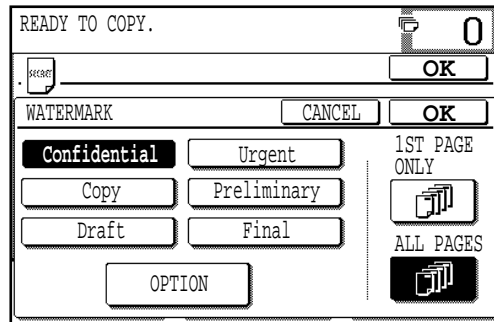 READY TO COPY.
0
SECRET
OK
WATERMARK
CANCEL
OK
Confidential
Urgent
1ST PAGE
ONLY
Copy
Preliminary
Draft
Final
ALL PAGES
OPTION